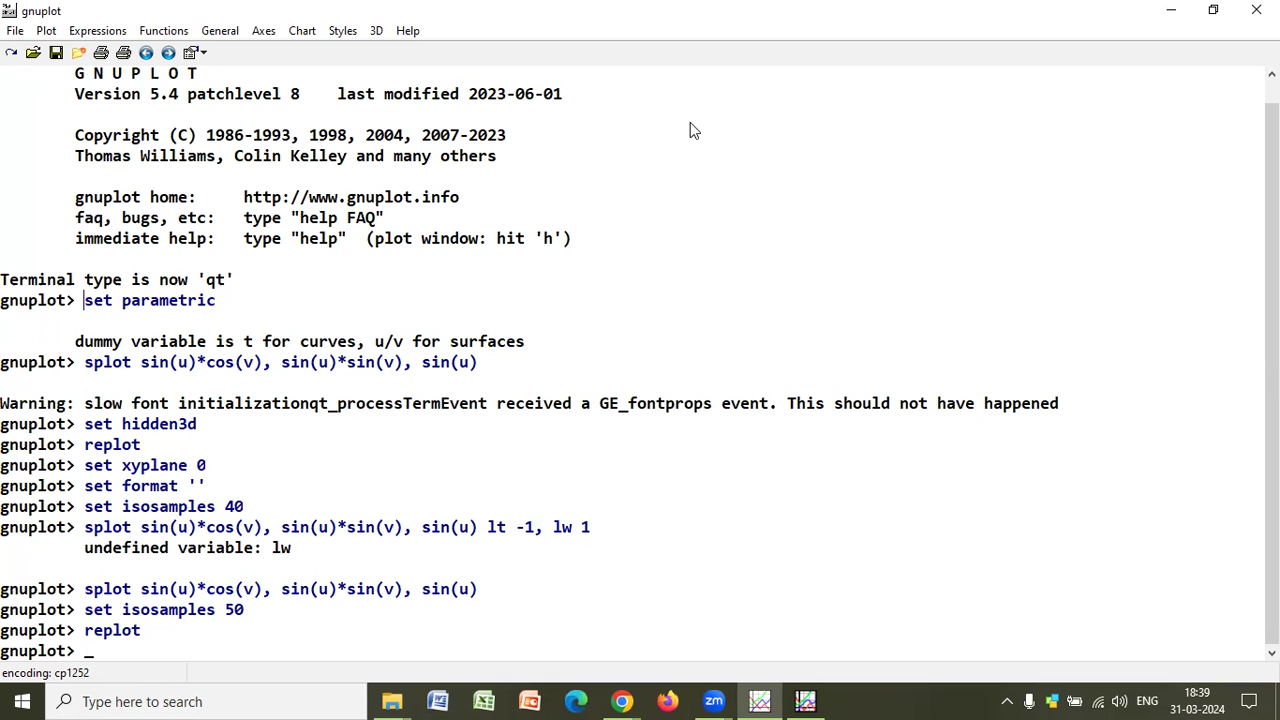 gnuplot
File Plot Expressions Functions General Axes Chart Styles 3D Help
G N U P L O T
Version 5.4 patchlevel 8    last modified 2023-06-01
Copyright (C) 1986-1993, 1998, 2004, 2007-2023
Thomas Williams, Colin Kelley and many others
gnuplot home:     http://www.gnuplot.info
faq, bugs, etc:   type "help FAQ"
immediate help:   type "help"  (plot window: hit 'h')
Terminal type is now 'qt'
gnuplot> set parametric
dummy variable is t for curves, u/v for surfaces
gnuplot> splot sin(u)*cos(v), sin(u)*sin(v), sin(u)
Warning: slow font initializationqt_processTermEvent received a GE_fontprops event. This should not have happened
gnuplot> set hidden3d
gnuplot> replot
gnuplot> set xyplane 0
gnuplot> set format ''
gnuplot> set isosamples 40
gnuplot> splot sin(u)*cos(v), sin(u)*sin(v), sin(u) lt -1, lw 1
undefined variable: lw
gnuplot> splot sin(u)*cos(v), sin(u)*sin(v), sin(u)
gnuplot> set isosamples 50
gnuplot> replot
gnuplot> _
encoding: cp1252
Type here to search
ENG
18:39
31-03-2024